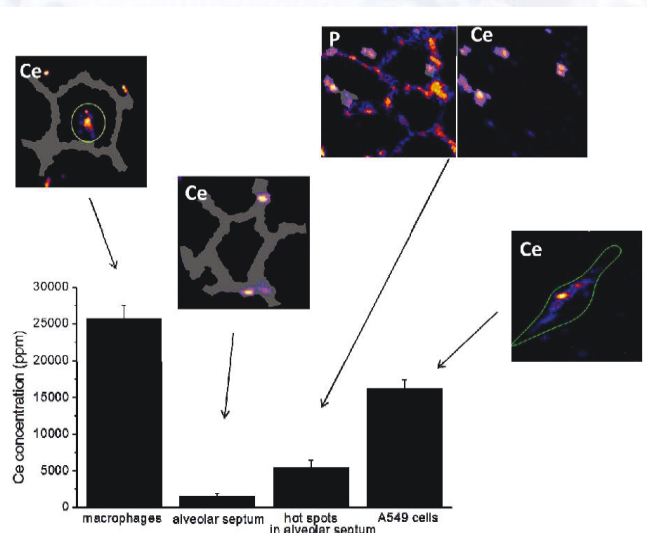 P
Ce
Ce
Ce
Ce
30000
25000
20000
15000
10000
5000
0
Ce concentration (ppm)
macrophages
alveolar septum
hot spots
in alveolar septum
A549 cells